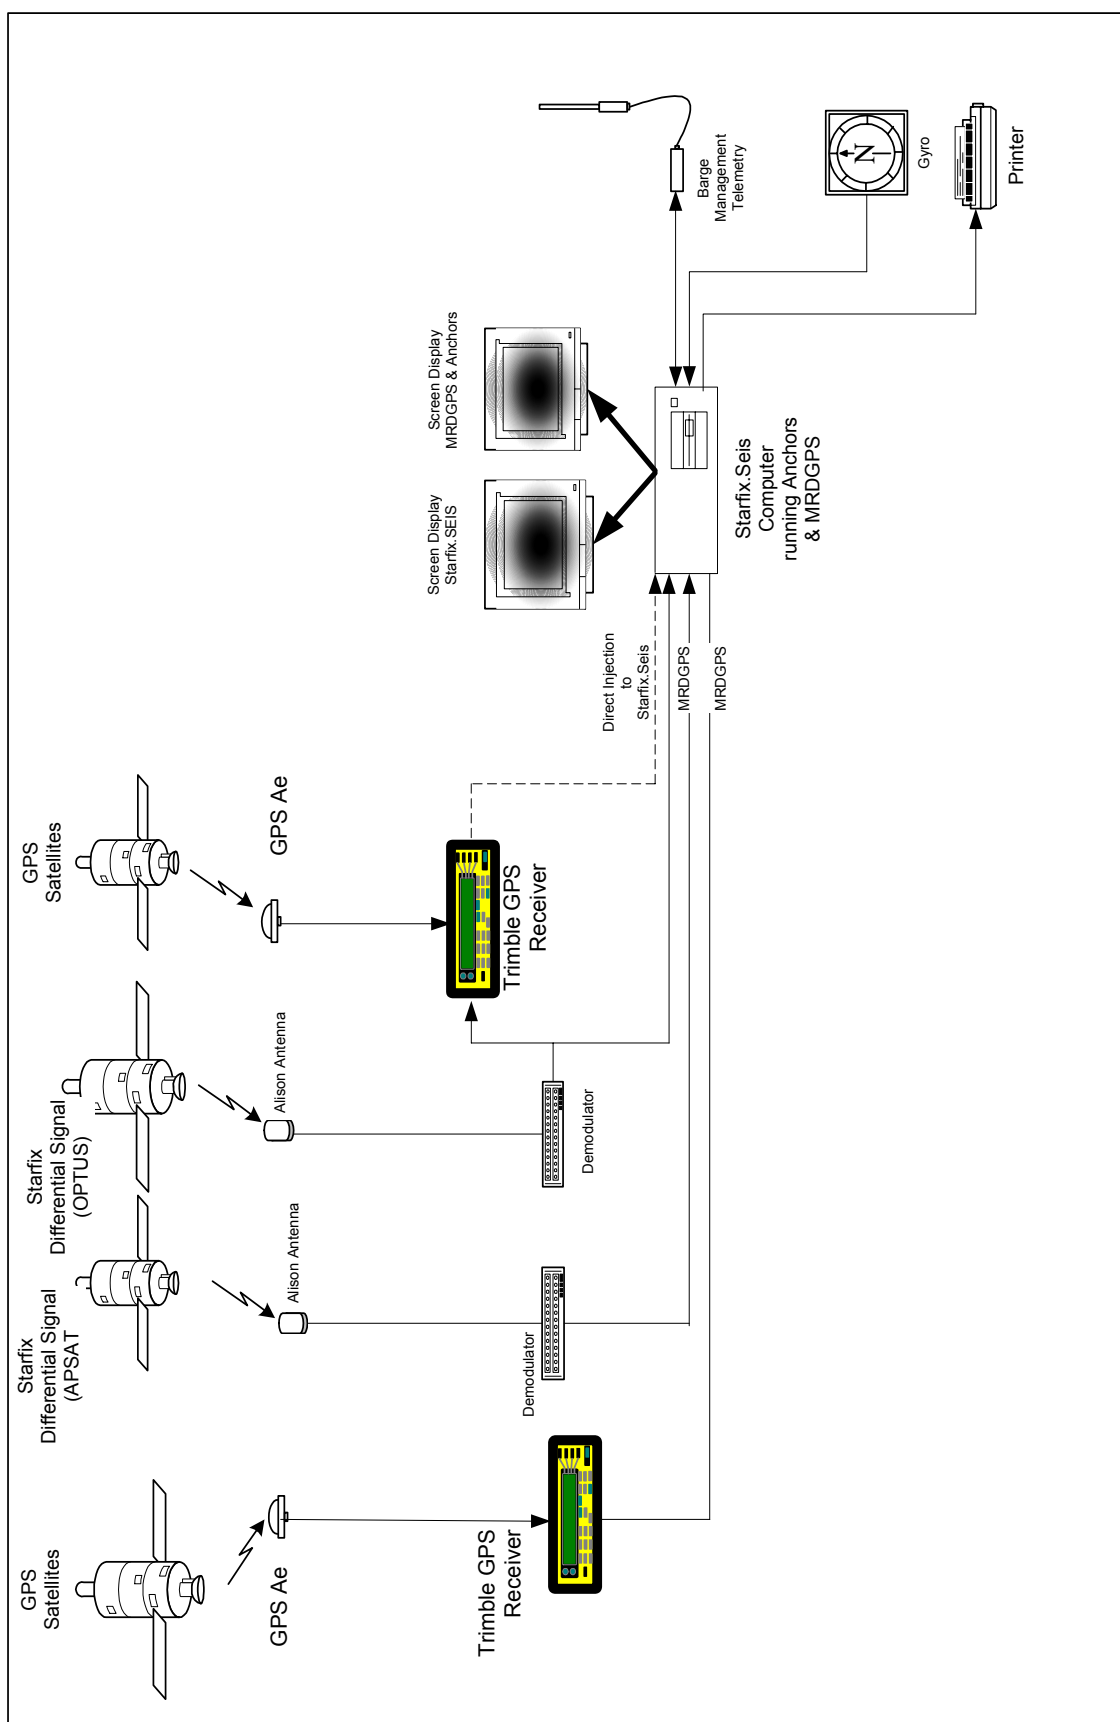 GPS
Satellites
Starfix
Differential Signal
(APSAT
Starfix
Differential Signal
(OPTUS)
GPS
Satellites
GPS Ae
Alison Antenna
Alison Antenna
GPS Ae
Trimble GPS
Receiver
Demodulator
Demodulator
Trimble GPS
Receiver
Screen Display
Starfix.SEIS
Screen Display
MRDGPS & Anchors
Direct Injection
to
Starfix.Seis
MRDGPS
MRDGPS
Starfix.Seis
Computer
running Anchors
& MRDGPS
Barge
Management
Telemetry
N
Gyro
Printer